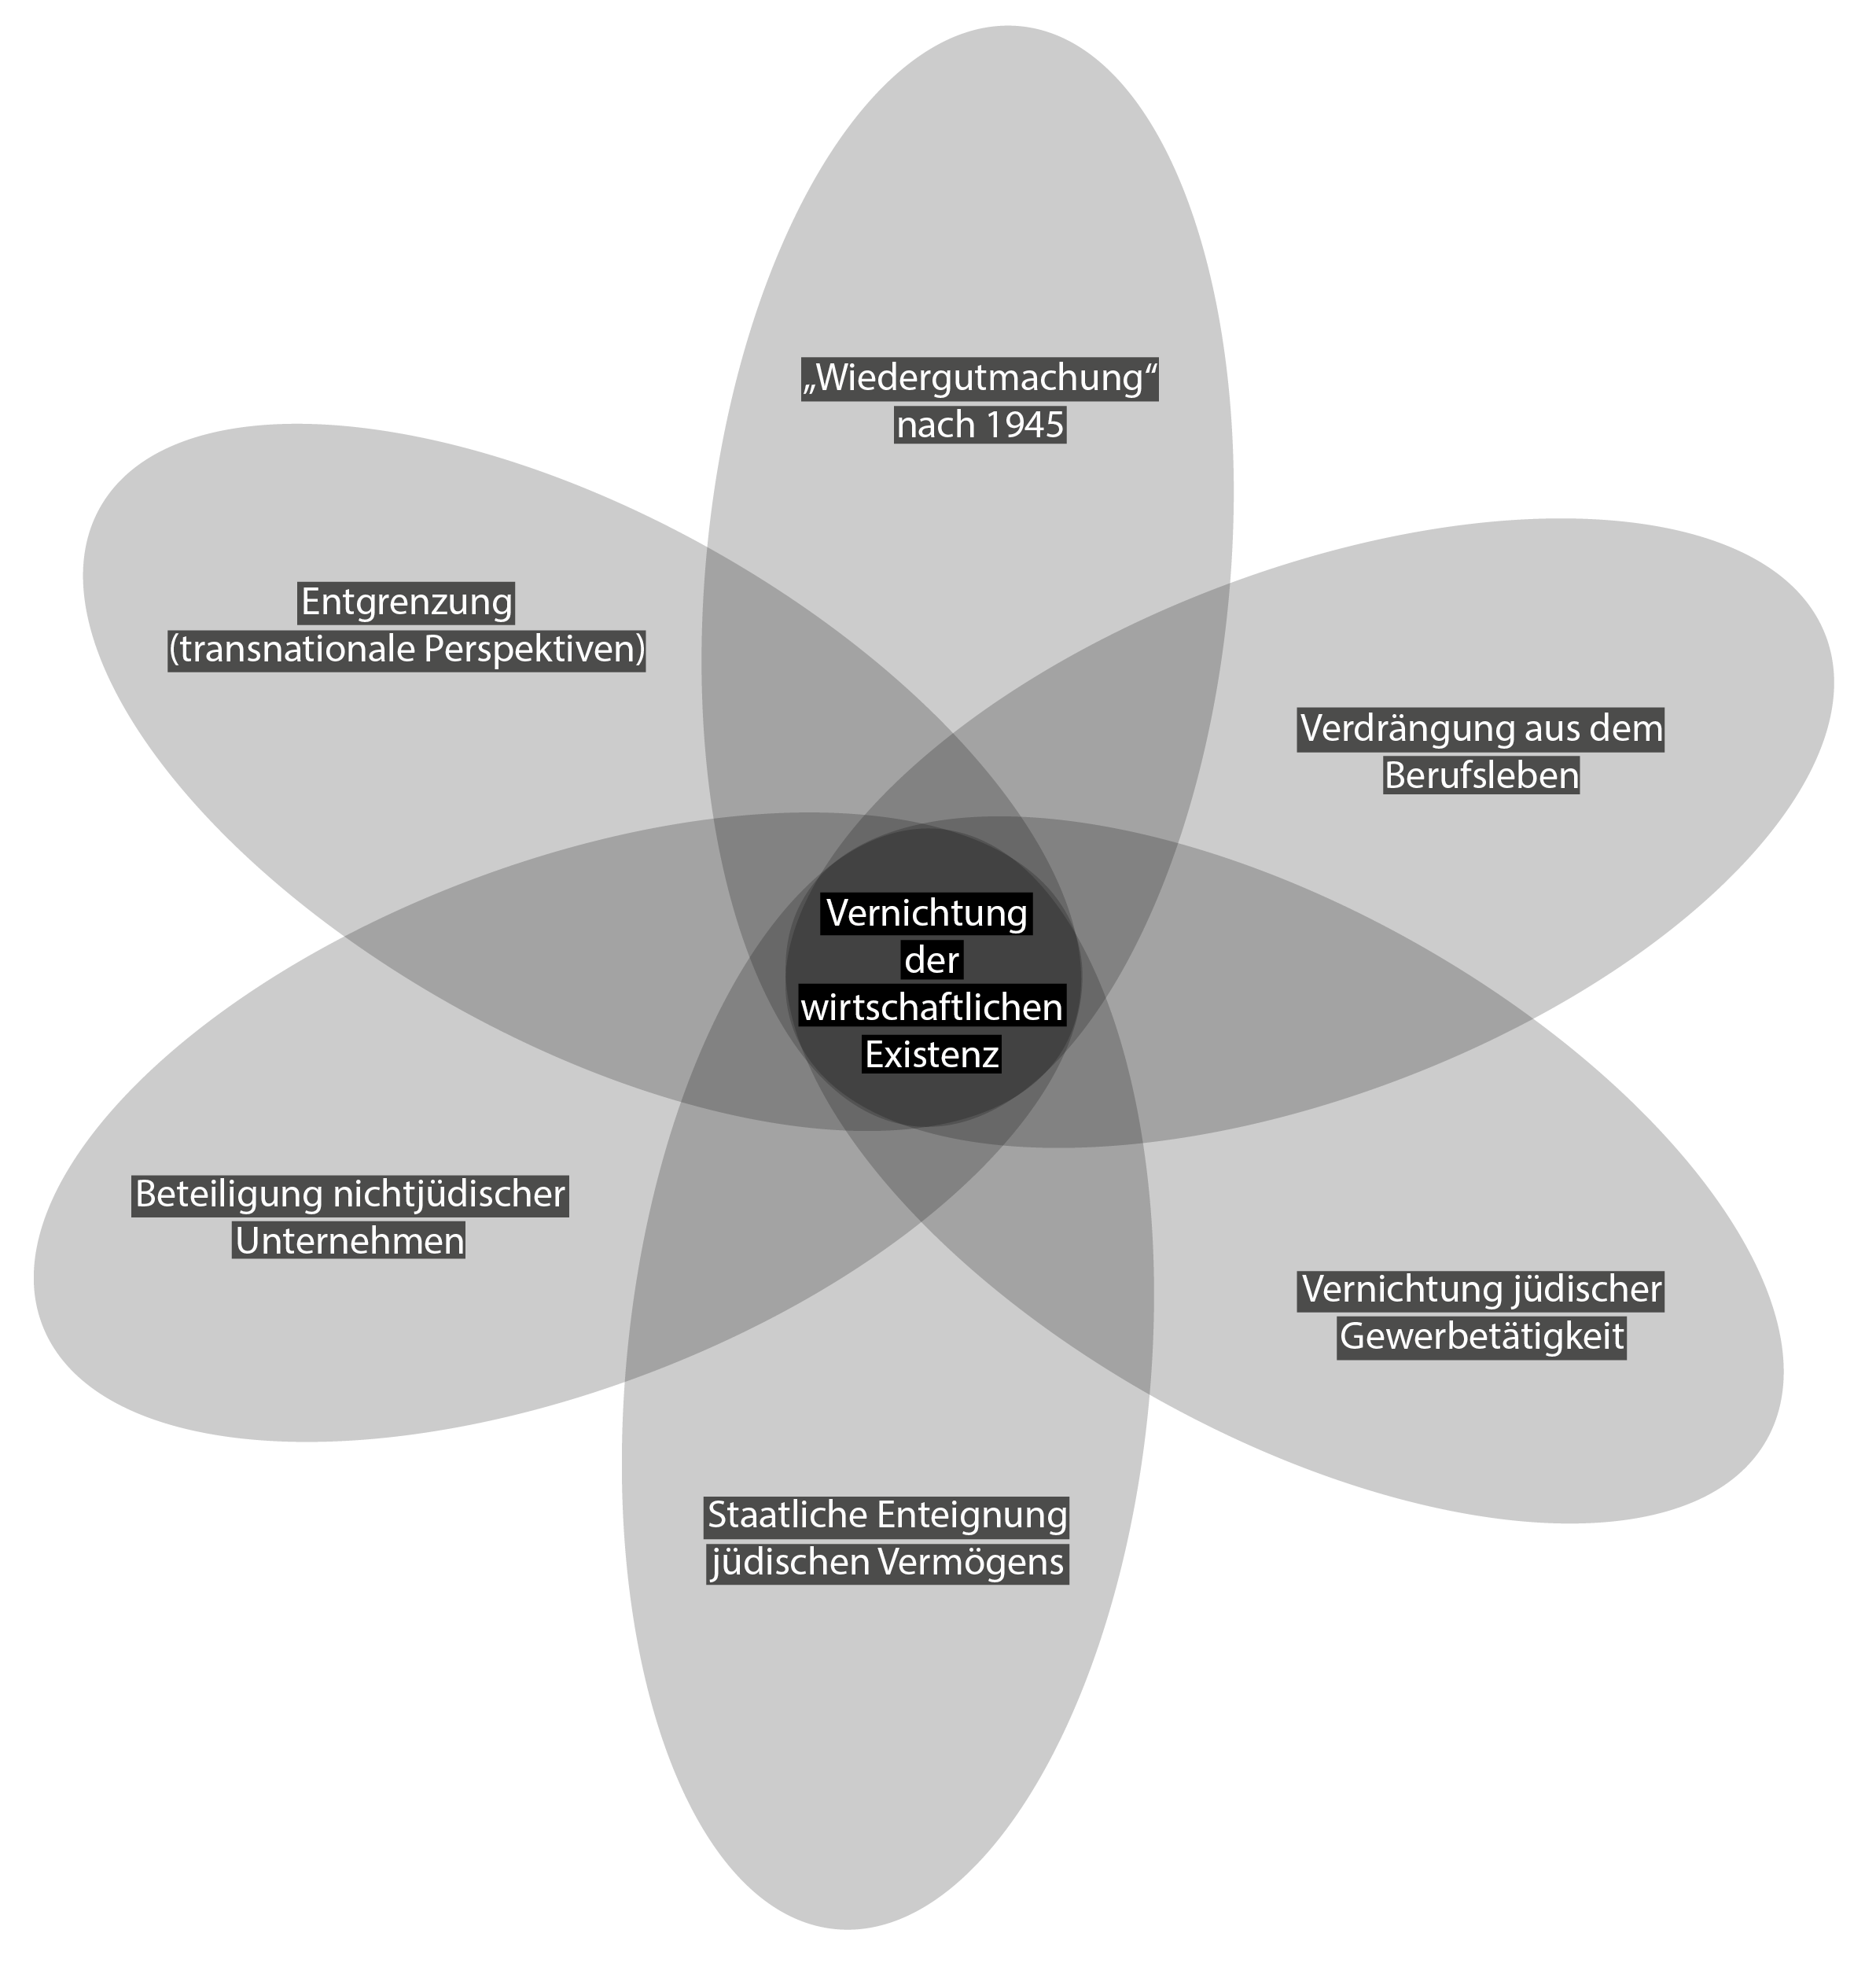 „Wiedergutmachung“
nach 1945
Entgrenzung
(transnationale Perspektiven)
Verdrängung aus dem
Berufsleben
Vernichtung
der
wirtschaftlichen
Existenz
Beteiligung nichtjüdischer
Unternehmen
Vernichtung jüdischer
Gewerbetätigkeit
Staatliche Enteignung
jüdischen Vermögens